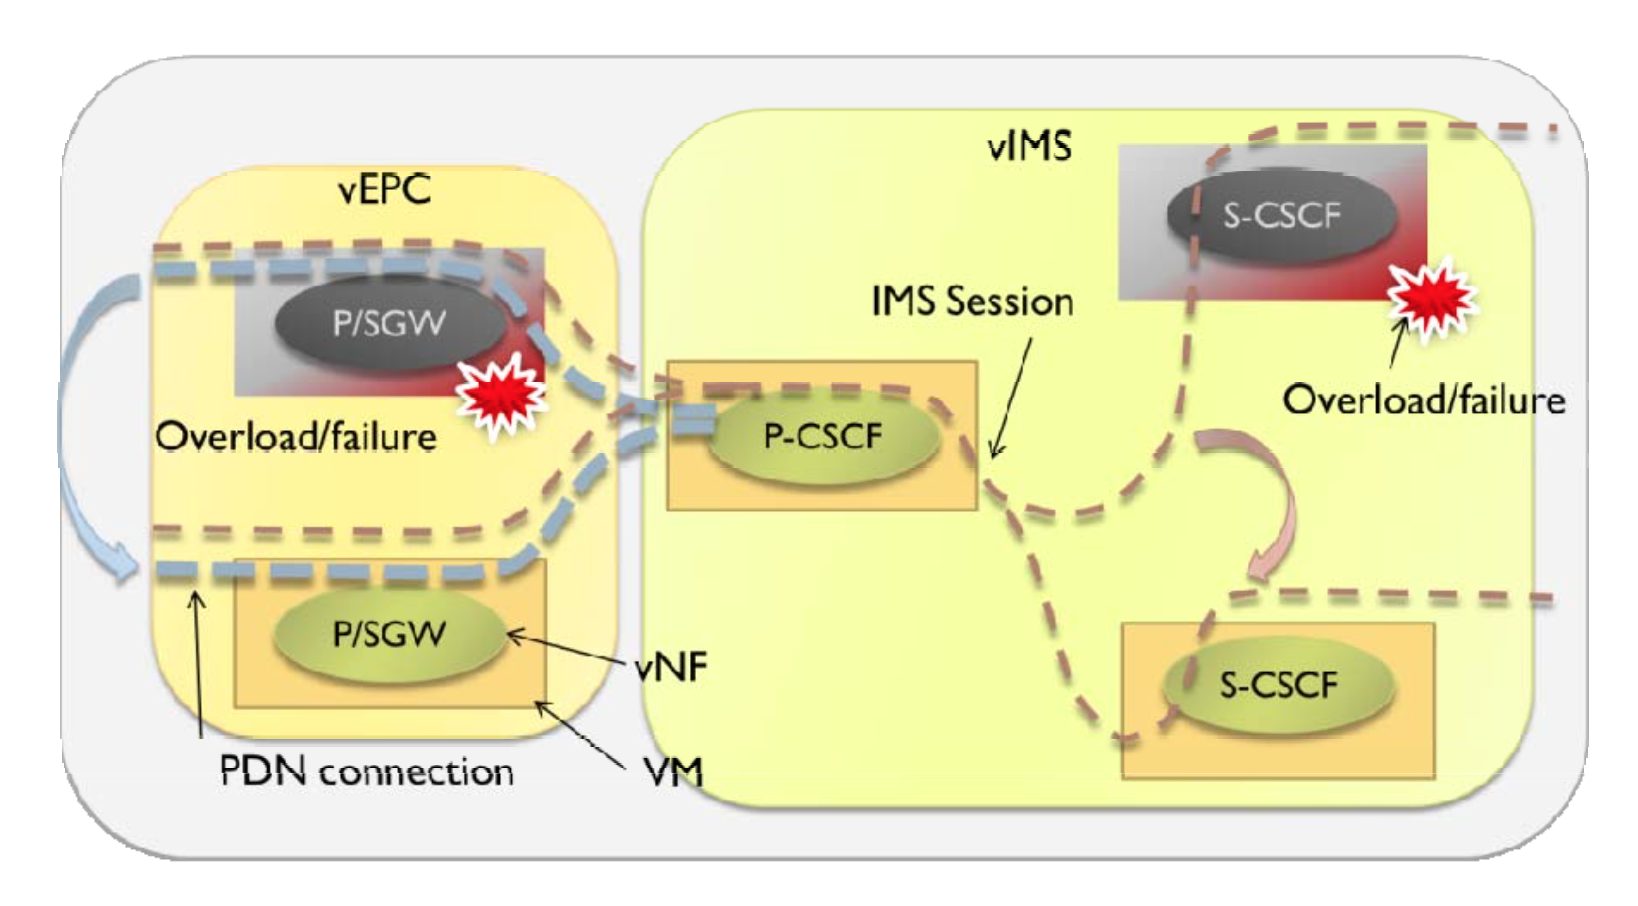 vIMS
vEPC
S-CSCF
IMS Session
P/SGW
Overload/failure
Overload/failure
P-CSCF
P/SGW
vNF
S-CSCF
PDN connection
VM